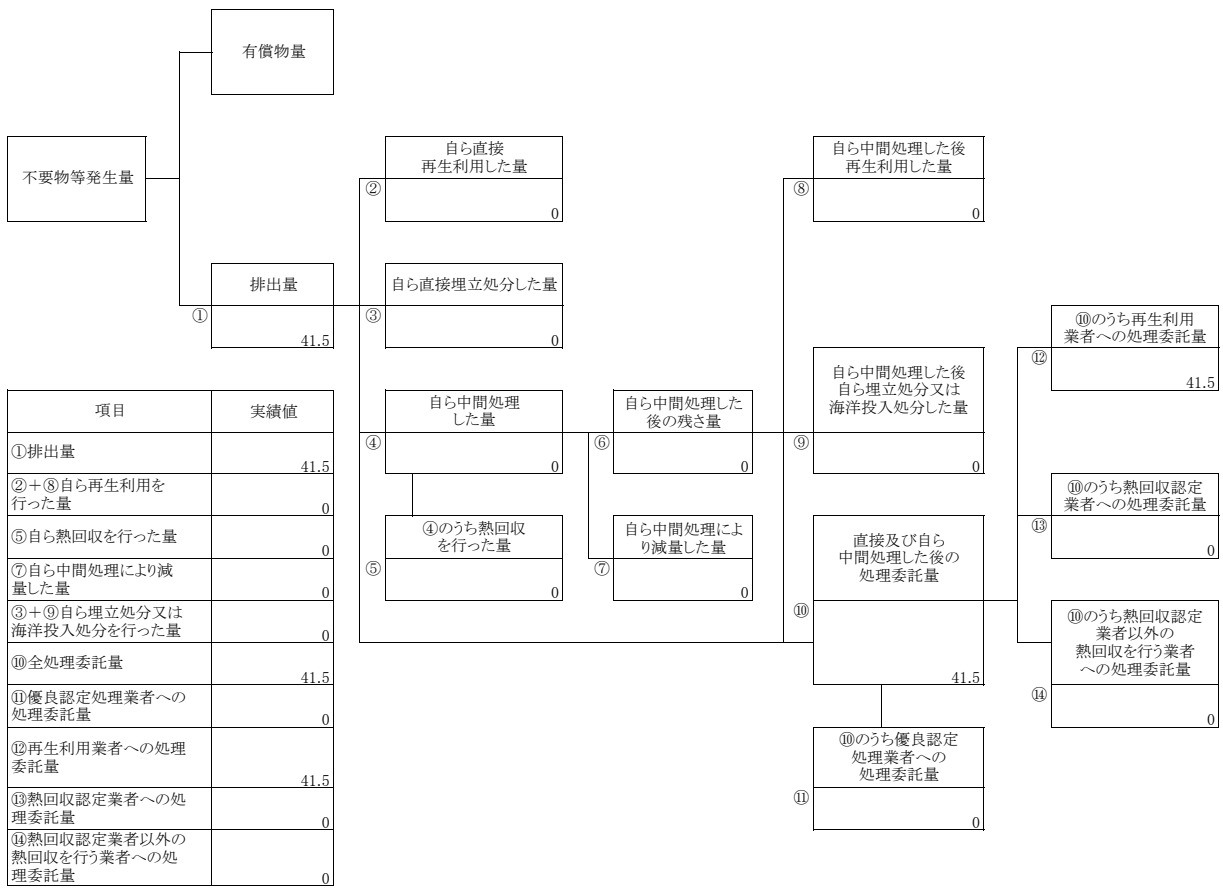 有償物量
不要物等発生量
自ら直接
再生利用した量
②
0
自ら中間処理した後
再生利用した量
⑧
0
排出量
①
41.5
自ら直接埋立処分した量
③
0
⑩のうち再生利用
業者への処理委託量
⑫
41.5
自ら中間処理
した量
④
0
自ら中間処理した
後の残さ量
⑥
0
自ら中間処理した後
自ら埋立処分又は
海洋投入処分した量
⑨
0
⑩のうち熱回収認定
業者への処理委託量
⑬
0
④のうち熱回収
を行った量
⑤
0
自ら中間処理によ
り減量した量
⑦
0
直接及び自ら
中間処理した後の
処理委託量
⑩
41.5
⑩のうち熱回収認定
業者以外の
熱回収を行う業者
への処理委託量
⑭
0
⑩のうち優良認定
処理業者への
処理委託量
⑪
0
項目 実績値
①排出量
41.5
②+⑧自ら再生利用を
行った量
0
⑤自ら熱回収を行った量
0
⑦自ら中間処理により減
量した量
0
③+⑨自ら埋立処分又は
海洋投入処分を行った量
0
⑩全処理委託量
41.5
⑪優良認定処理業者への
処理委託量
0
⑫再生利用業者への処理
委託量
41.5
⑬熱回収認定業者への処
理委託量
0
⑭熱回収認定業者以外の
熱回収を行う業者への処
理委託量
0